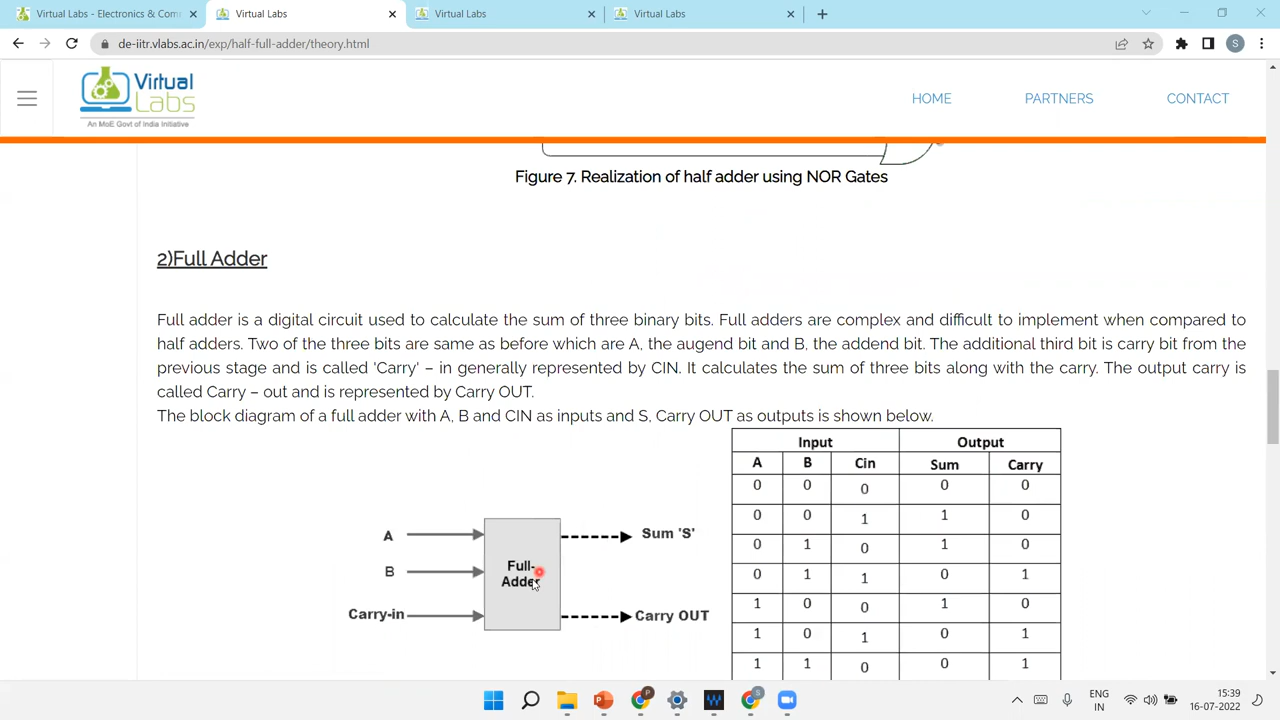 Virtual Labs - Electronics & Com
Virtual Labs
Virtual Labs
Virtual Labs
de-iitr.vlabs.ac.in/exp/half-full-adder/theory.html
S
Virtual
Labs
An MoE Govt of India Initiative
HOME PARTNERS CONTACT
Figure 7. Realization of half adder using NOR Gates
2)Full Adder
Full adder is a digital circuit used to calculate the sum of three binary bits. Full adders are complex and difficult to implement when compared to
half adders. Two of the three bits are same as before which are A, the augend bit and B, the addend bit. The additional third bit is carry bit from the
previous stage and is called 'Carry' – in generally represented by CIN. It calculates the sum of three bits along with the carry. The output carry is
called Carry – out and is represented by Carry OUT.
The block diagram of a full adder with A, B and CIN as inputs and S, Carry OUT as outputs is shown below.
A
B
Carry-in
Full-
Adder
Sum 'S'
Carry OUT
Input Output
A B Cin Sum Carry
0 0 0 0 0
0 0 1 1 0
0 1 0 1 0
0 1 1 0 1
1 0 0 1 0
1 0 1 0 1
1 1 0 0 1
P
W
S
ENG
IN
15:39
16-07-2022